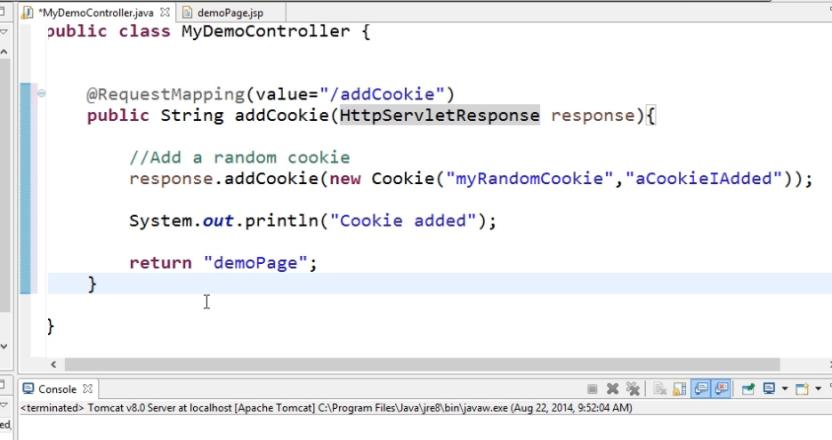 *MyDemoController.java demoPage.jsp
public class MyDemoController {
@RequestMapping(value="/addCookie")
public String addCookie(HttpServletResponse response){
//Add a random cookie
response.addCookie(new Cookie("myRandomCookie","aCookieIAdded"));
System.out.println("Cookie added");
return "demoPage";
}
}
Console
<terminated> Tomcat v8.0 Server at localhost [Apache Tomcat] C:\Program Files\Java\jre8\bin\javaw.exe (Aug 22, 2014, 9:52:04 AM)